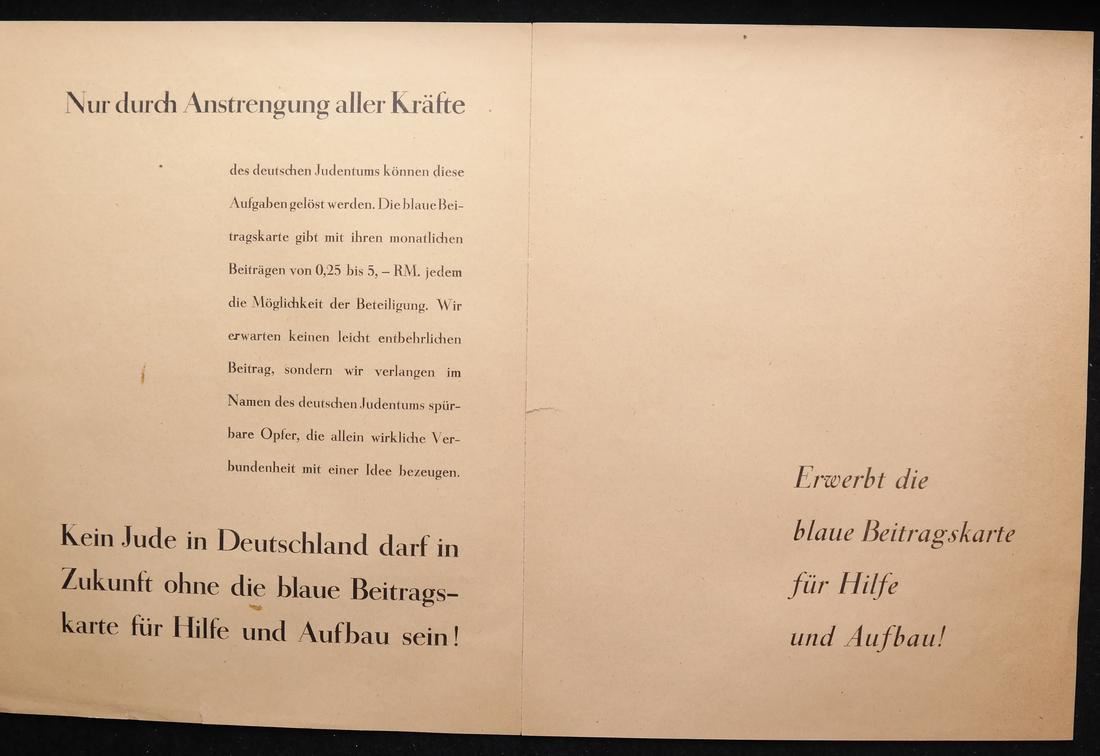 Nur durch Anstrengung aller Kräfte
des deutschen Judentums können diese
Aufgaben gelöst werden. Die blaue Bei-
tragskarte gibt mit ihren monatlichen
Beiträgen von 0,25 bis 5,– RM. jedem
die Möglichkeit der Beteiligung. Wir
erwarten keinen leicht entbehrlichen
Beitrag, sondern wir verlangen im
Namen des deutschen Judentums spür-
bare Opfer, die allein wirkliche Ver-
bundenheit mit einer Idee bezeugen.
Kein Jude in Deutschland darf in
Zukunft ohne die blaue Beitrags-
karte für Hilfe und Aufbau sein!
Erwerbt die
blaue Beitragskarte
für Hilfe
und Aufbau!